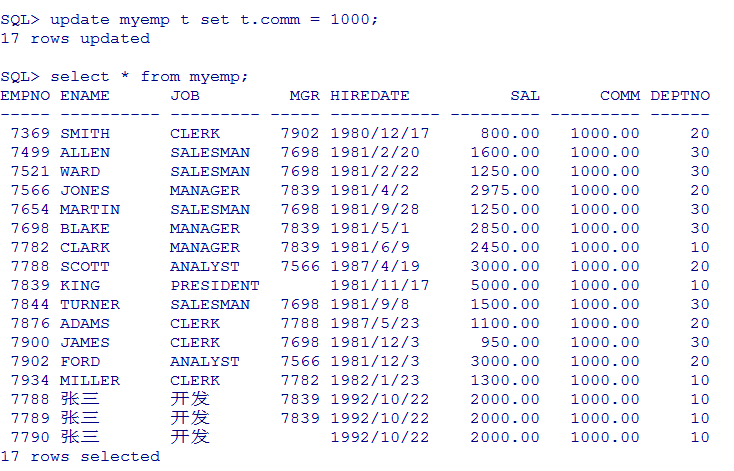 SQL> update myemp t set t.comm = 1000;
17 rows updated
SQL> select * from myemp;
EMPNO ENAME      JOB         MGR HIREDATE          SAL      COMM DEPTNO
----- ---------- --------- ----- ----------- --------- --------- ------
 7369 SMITH      CLERK      7902 1980/12/17     800.00   1000.00     20
 7499 ALLEN      SALESMAN   7698 1981/2/20     1600.00   1000.00     30
 7521 WARD       SALESMAN   7698 1981/2/22     1250.00   1000.00     30
 7566 JONES      MANAGER    7839 1981/4/2      2975.00   1000.00     20
 7654 MARTIN     SALESMAN   7698 1981/9/28     1250.00   1000.00     30
 7698 BLAKE      MANAGER    7839 1981/5/1      2850.00   1000.00     30
 7782 CLARK      MANAGER    7839 1981/6/9      2450.00   1000.00     10
 7788 SCOTT      ANALYST    7566 1987/4/19     3000.00   1000.00     20
 7839 KING       PRESIDENT       1981/11/17    5000.00   1000.00     10
 7844 TURNER     SALESMAN   7698 1981/9/8      1500.00   1000.00     30
 7876 ADAMS      CLERK      7788 1987/5/23     1100.00   1000.00     20
 7900 JAMES      CLERK      7698 1981/12/3      950.00   1000.00     30
 7902 FORD       ANALYST    7566 1981/12/3     3000.00   1000.00     20
 7934 MILLER     CLERK      7782 1982/1/23     1300.00   1000.00     10
 7788 张三       开发       7839 1992/10/22    2000.00   1000.00     10
 7789 张三       开发       7839 1992/10/22    2000.00   1000.00     10
 7790 张三       开发            1992/10/22    2000.00   1000.00     10
17 rows selected